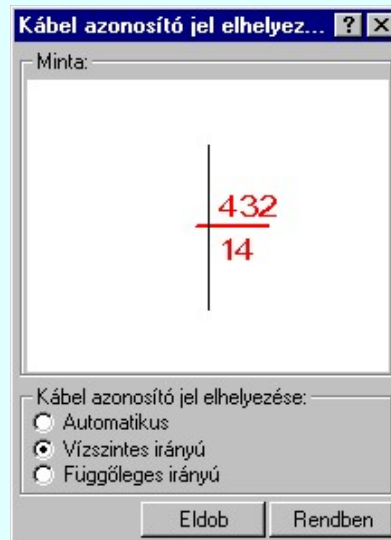 Kábel azonosító jel elhelyez...
Minta:
432
14
Kábel azonosító jel elhelyezése:
Automatikus
Vízszintes irányú
Függőleges irányú
Eldob Rendben